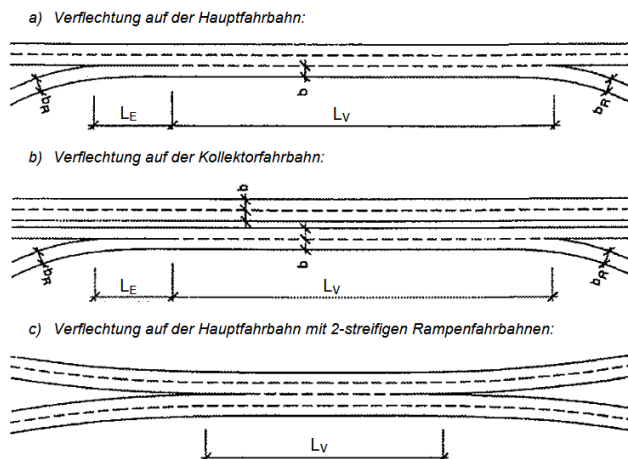 a) Verflechtung auf der Hauptfahrbahn:
bR b bR
LE LV
b) Verflechtung auf der Kollektorfahrbahn:
b
bR b bR
LE LV
c) Verflechtung auf der Hauptfahrbahn mit 2-streifigen Rampenfahrbahnen:
LV